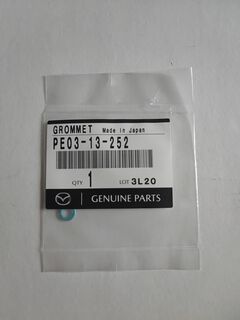 GROMMET Made in Japan
PE03-13-252
QTY 1 LOT 3L20
GENUINE PARTS